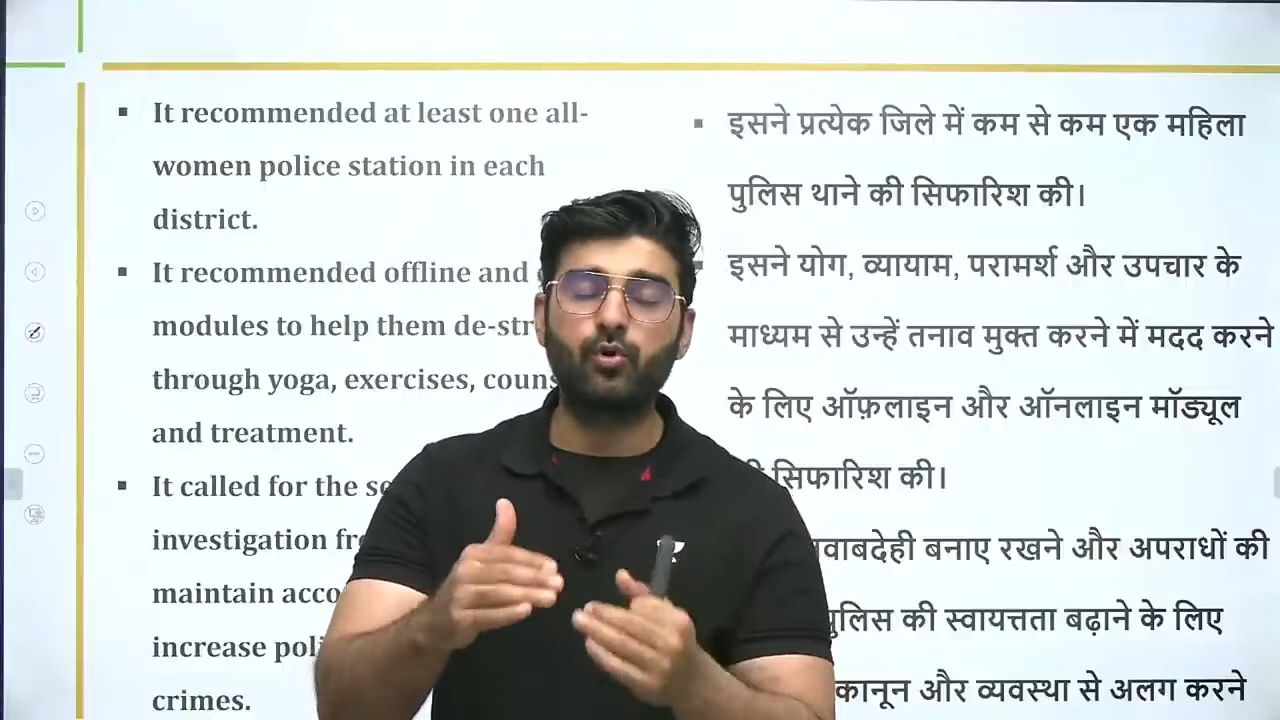 It recommended at least one all-
women police station in each
district.
It recommended offline and
modules to help them de-str
through yoga, exercises, couns
and treatment.
It called for the se
investigation fr
maintain acco
increase poli
crimes.
इसने प्रत्येक जिले में कम से कम एक महिला
पुलिस थाने की सिफारिश की।
इसने योग, व्यायाम, परामर्श और उपचार के
माध्यम से उन्हें तनाव मुक्त करने में मदद करने
के लिए ऑफ़लाइन और ऑनलाइन मॉड्यूल
सिफारिश की।
वाबदेही बनाए रखने और अपराधों की
पुलिस की स्वायत्तता बढ़ाने के लिए
कानून और व्यवस्था से अलग करने